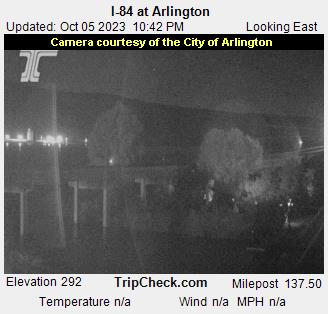 I-84 at Arlington
Updated: Oct 05 2023 10:42 PM Looking East
Camera courtesy of the City of Arlington
Elevation 292 TripCheck.com Milepost 137.50
Temperature n/a Wind n/a MPH n/a